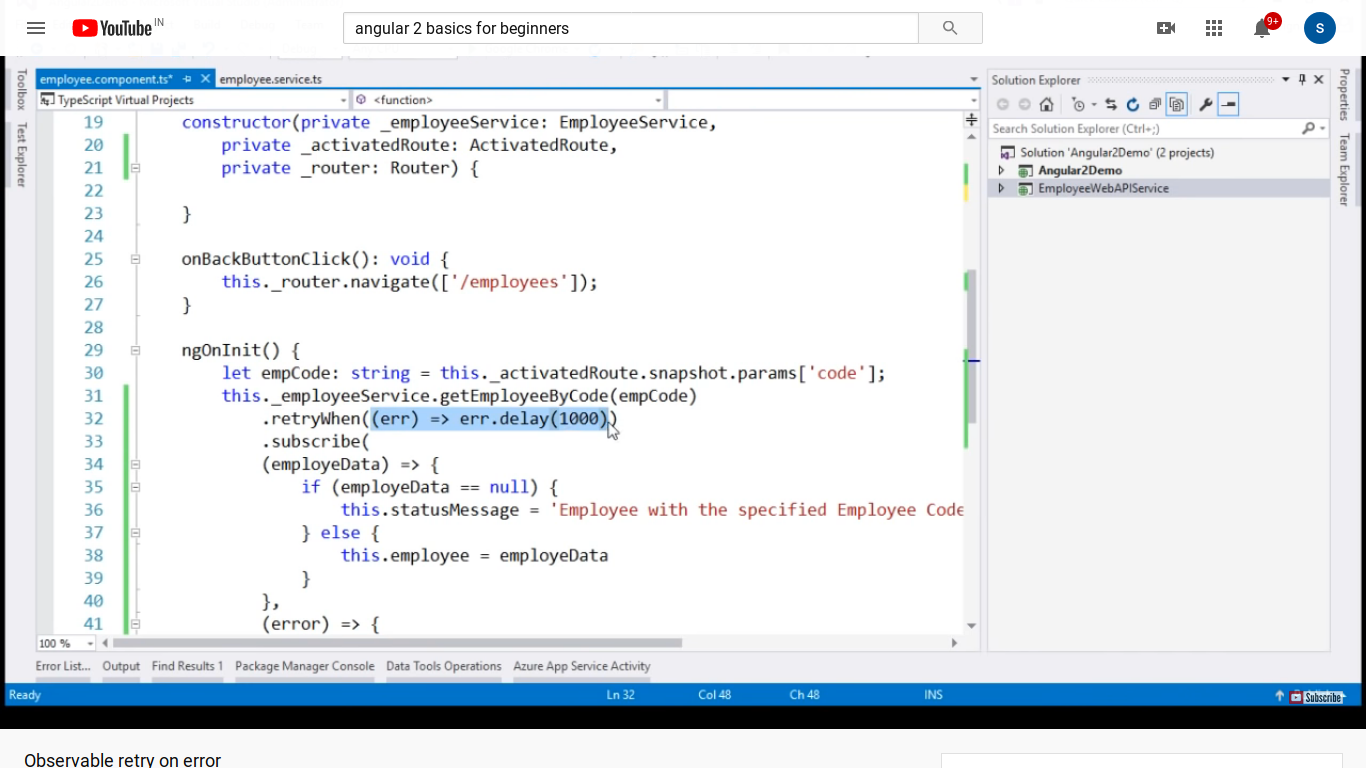 YouTube IN
angular 2 basics for beginners
9+
S
Toolbox
Test Explorer
employee.component.ts*
employee.service.ts
TypeScript Virtual Projects
<function>
19 constructor(private _employeeService: EmployeeService,
20 private _activatedRoute: ActivatedRoute,
21 private _router: Router) {
22
23 }
24
25 onBackButtonClick(): void {
26 this._router.navigate(['/employees']);
27 }
28
29 ngOnInit() {
30 let empCode: string = this._activatedRoute.snapshot.params['code'];
31 this._employeeService.getEmployeeByCode(empCode)
32 .retryWhen((err) => err.delay(1000))
33 .subscribe(
34 (employeData) => {
35 if (employeData == null) {
36 this.statusMessage = 'Employee with the specified Employee Code
37 } else {
38 this.employee = employeData
39 }
40 },
41 (error) => {
100 %
Solution Explorer
Search Solution Explorer (Ctrl+;)
Solution 'Angular2Demo' (2 projects)
Angular2Demo
EmployeeWebAPIService
Properties
Team Explorer
Error List... Output Find Results 1 Package Manager Console Data Tools Operations Azure App Service Activity
Ready Ln 32 Col 48 Ch 48 INS
Subscribe
Observable retry on error